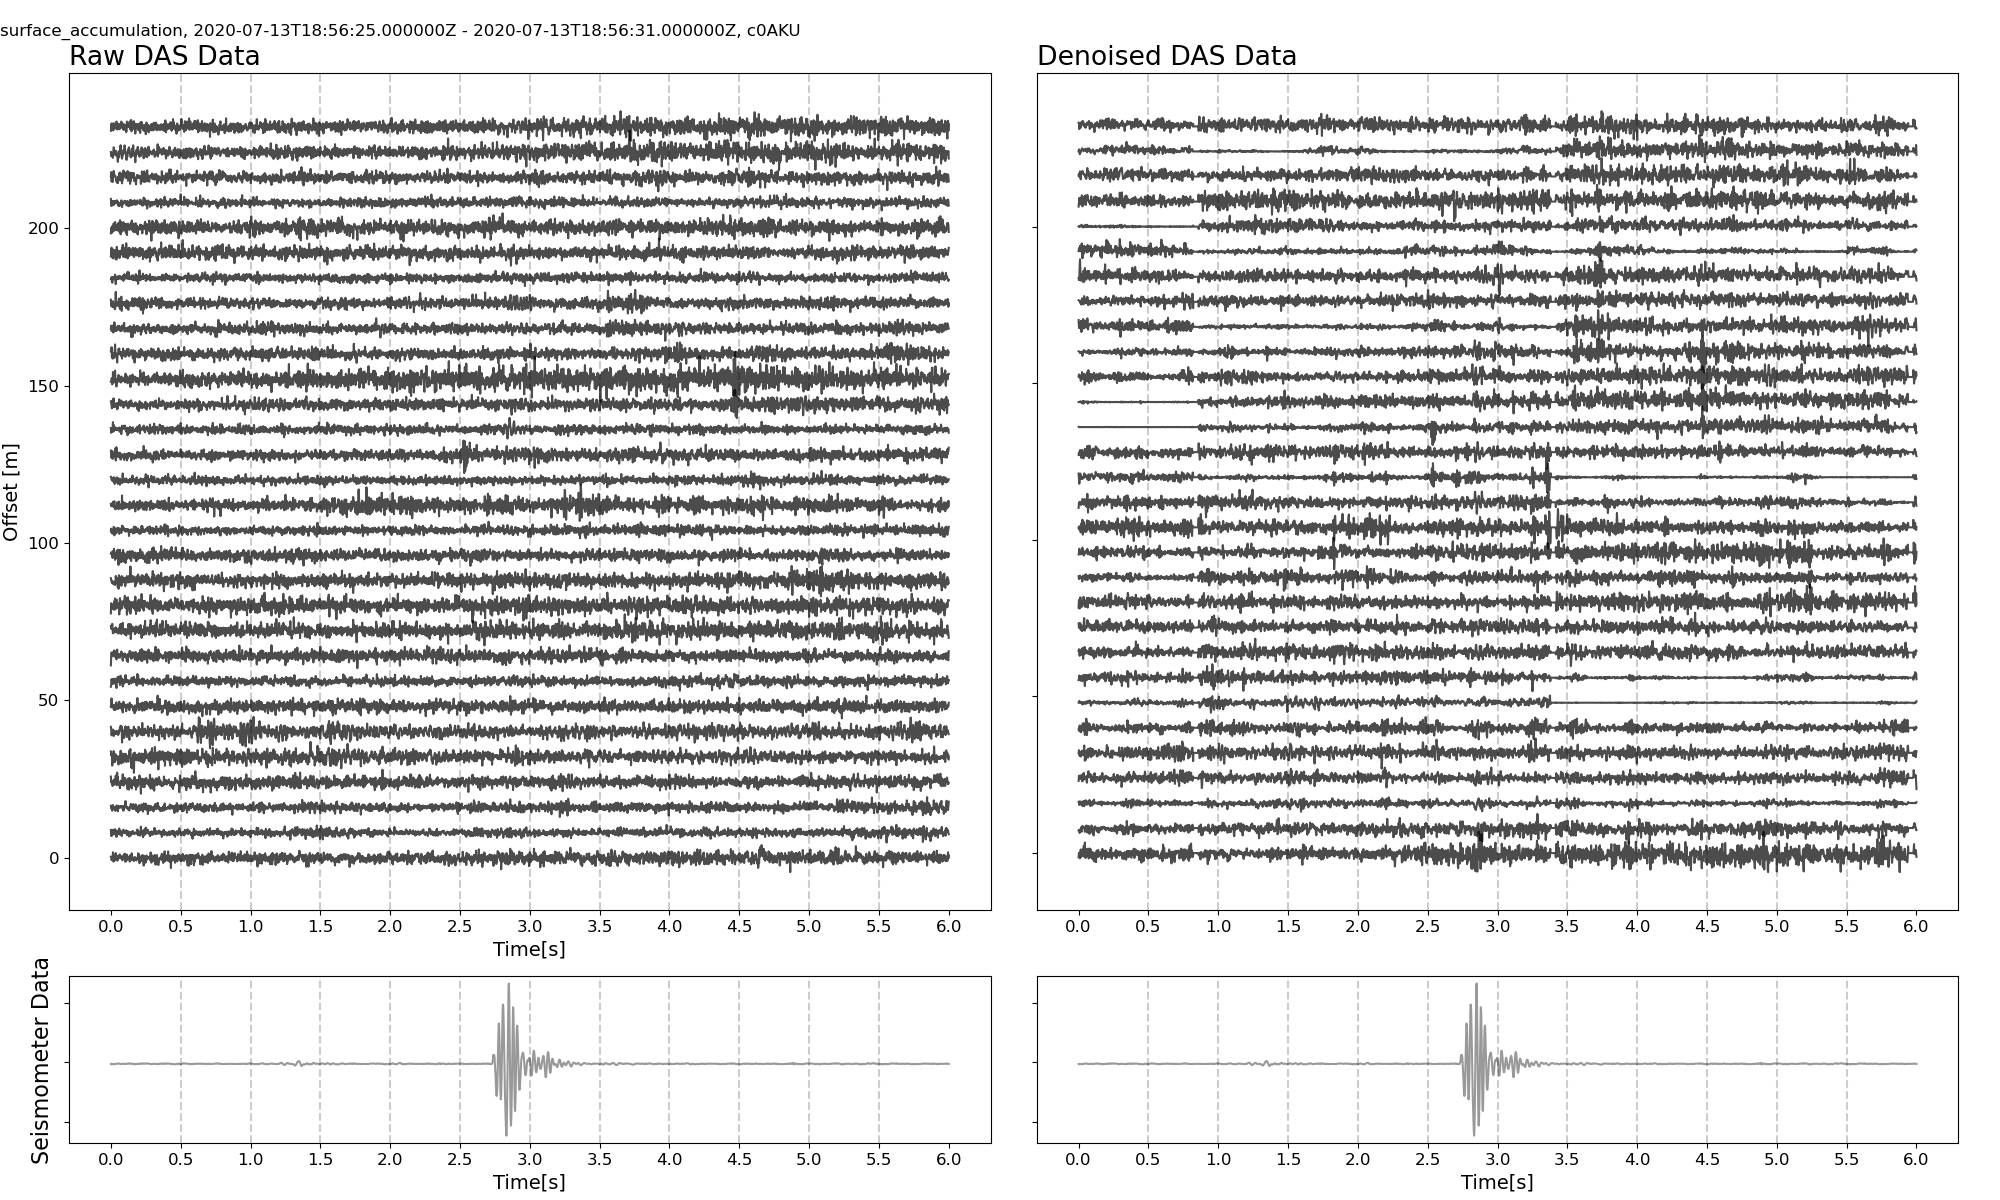 surface_accumulation, 2020-07-13T18:56:25.000000Z - 2020-07-13T18:56:31.000000Z, c0AKU
Raw DAS Data
Denoised DAS Data
Offset [m]
200
150
100
50
0
0.0 0.5 1.0 1.5 2.0 2.5 3.0 3.5 4.0 4.5 5.0 5.5 6.0
Time[s]
0.0 0.5 1.0 1.5 2.0 2.5 3.0 3.5 4.0 4.5 5.0 5.5 6.0
Seismometer Data
0.0 0.5 1.0 1.5 2.0 2.5 3.0 3.5 4.0 4.5 5.0 5.5 6.0
Time[s]
0.0 0.5 1.0 1.5 2.0 2.5 3.0 3.5 4.0 4.5 5.0 5.5 6.0
Time[s]